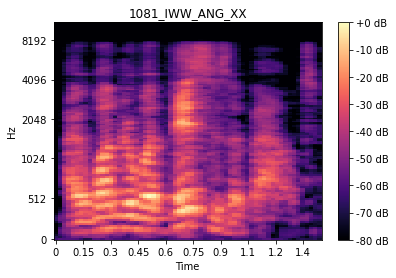 1081_IWW_ANG_XX
+0 dB
8192
-10 dB
4096
-20 dB
-30 dB
2048
Hz
-40 dB
1024
-50 dB
512
-60 dB
-70 dB
0
-80 dB
0 0.15 0.3 0.45 0.6 0.75 0.9 1.1 1.2 1.4
Time